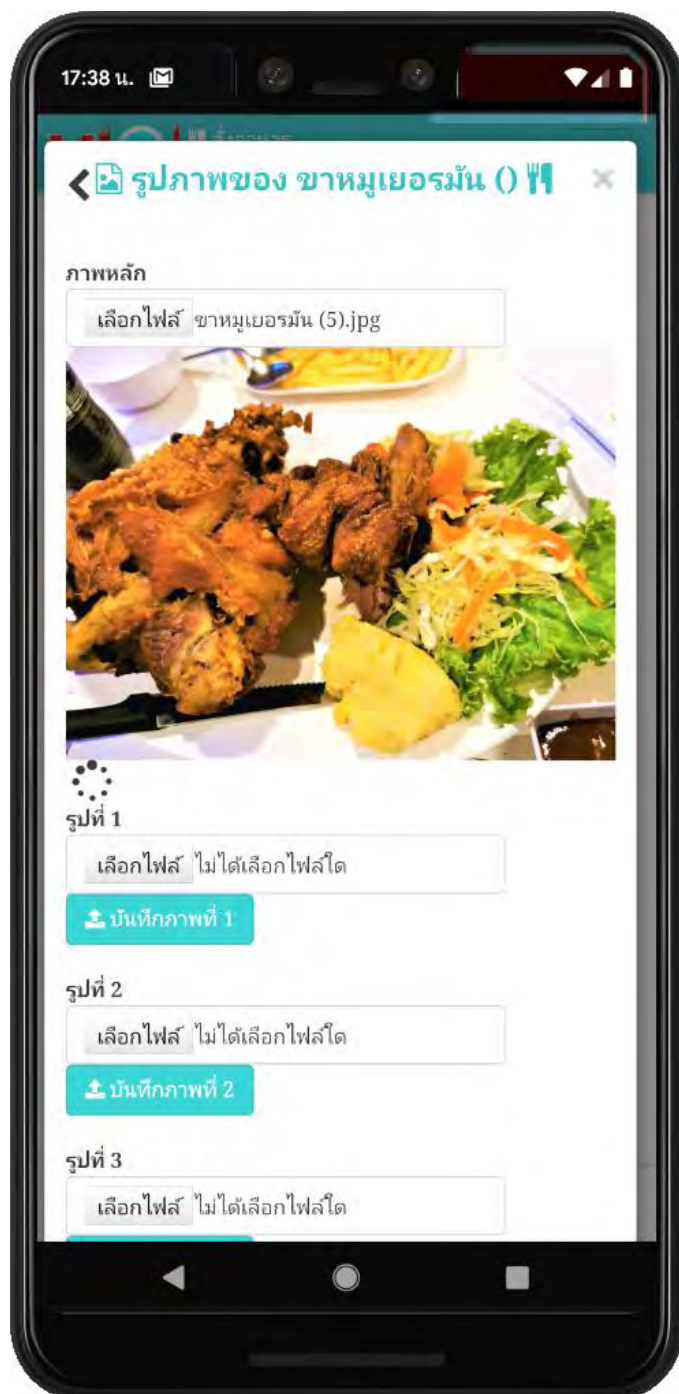 17:38 น.
สั่งอาหาร
รูปภาพของ ขาหมูเยอรมัน ()
ภาพหลัก
เลือกไฟล์ ขาหมูเยอรมัน (5).jpg
รูปที่ 1
เลือกไฟล์ ไม่ได้เลือกไฟล์ใด
บันทึกภาพที่ 1
รูปที่ 2
เลือกไฟล์ ไม่ได้เลือกไฟล์ใด
บันทึกภาพที่ 2
รูปที่ 3
เลือกไฟล์ ไม่ได้เลือกไฟล์ใด